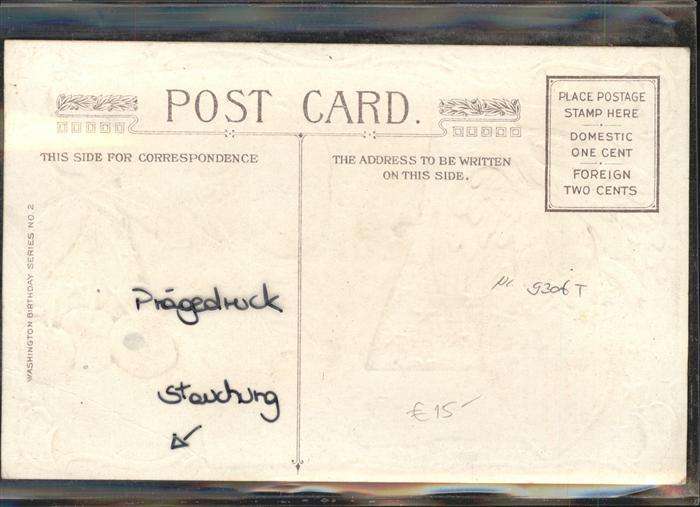 POST CARD.
THIS SIDE FOR CORRESPONDENCE
THE ADDRESS TO BE WRITTEN
ON THIS SIDE.
PLACE POSTAGE
STAMP HERE
DOMESTIC
ONE CENT
FOREIGN
TWO CENTS
WASHINGTON BIRTHDAY SERIES NO. 2
Prägedruck
Stauchung
9306 T
€ 15-